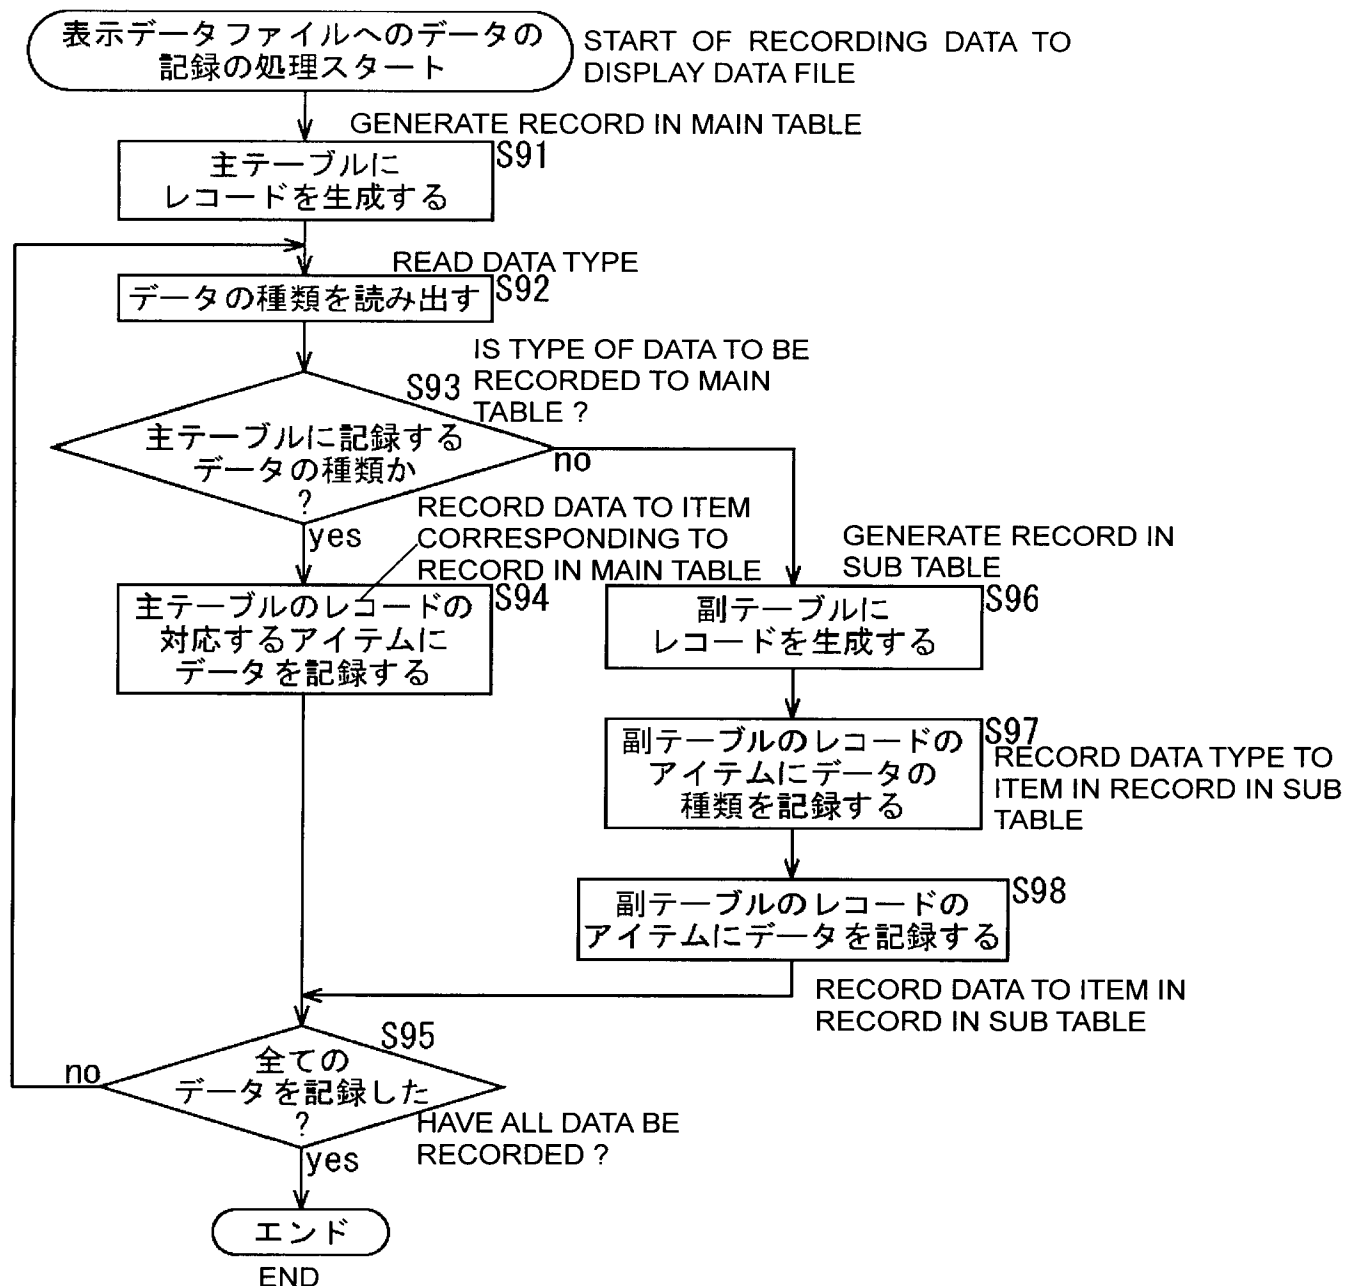 表示データファイルへのデータの
記録の処理スタート
START OF RECORDING DATA TO
DISPLAY DATA FILE
GENERATE RECORD IN MAIN TABLE
S91
主テーブルに
レコードを生成する
READ DATA TYPE
S92
データの種類を読み出す
IS TYPE OF DATA TO BE
RECORDED TO MAIN
TABLE ?
S93
主テーブルに記録する
データの種類か
?
no
yes
RECORD DATA TO ITEM
CORRESPONDING TO
RECORD IN MAIN TABLE
S94
主テーブルのレコードの
対応するアイテムに
データを記録する
GENERATE RECORD IN
SUB TABLE
S96
副テーブルに
レコードを生成する
S97
副テーブルのレコードの
アイテムにデータの
種類を記録する
RECORD DATA TYPE TO
ITEM IN RECORD IN SUB
TABLE
S98
副テーブルのレコードの
アイテムにデータを記録する
RECORD DATA TO ITEM IN
RECORD IN SUB TABLE
S95
全ての
データを記録した
?
no
HAVE ALL DATA BE
RECORDED ?
yes
エンド
END